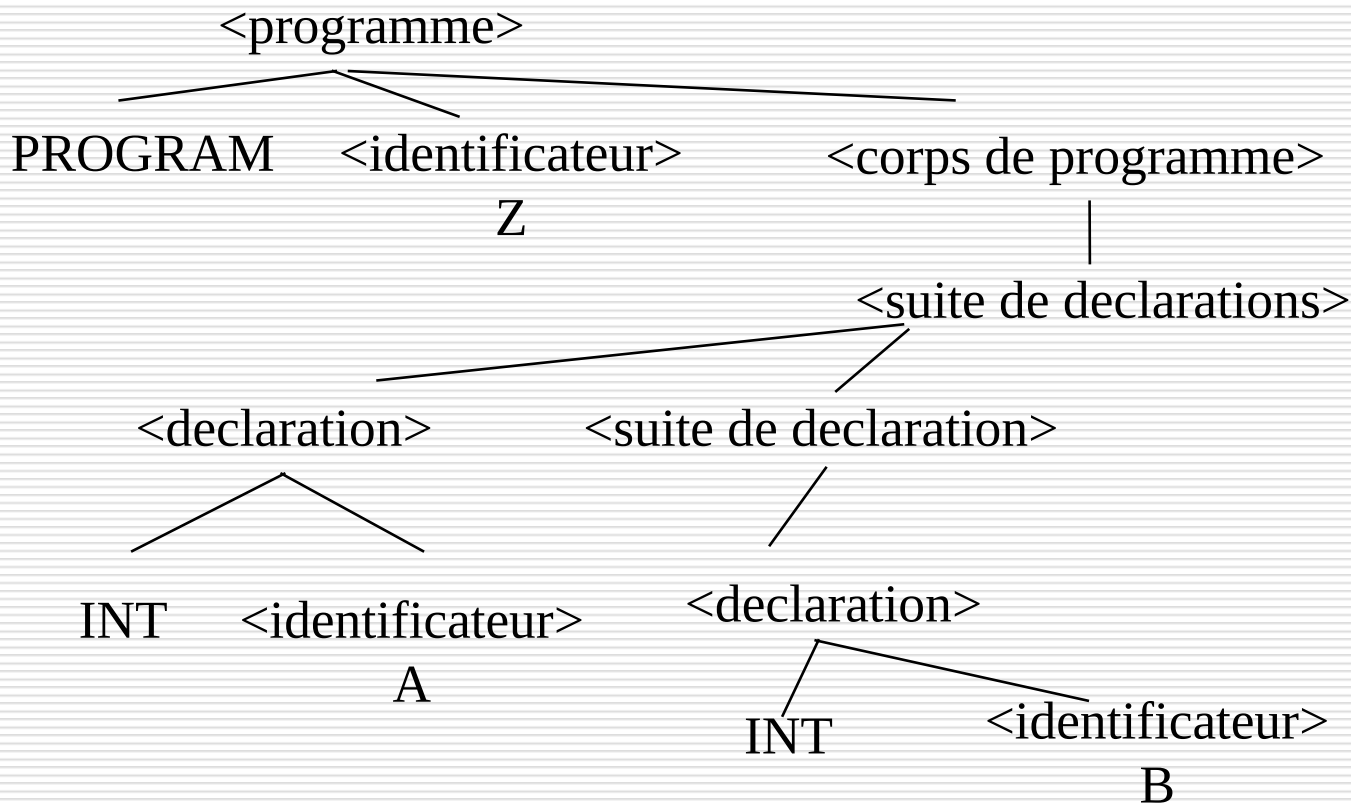 <programme>
PROGRAM <identificateur> <corps de programme>
Z
<suite de declarations>
<declaration> <suite de declaration>
<declaration>
INT <identificateur>
A
<identificateur>
INT
B